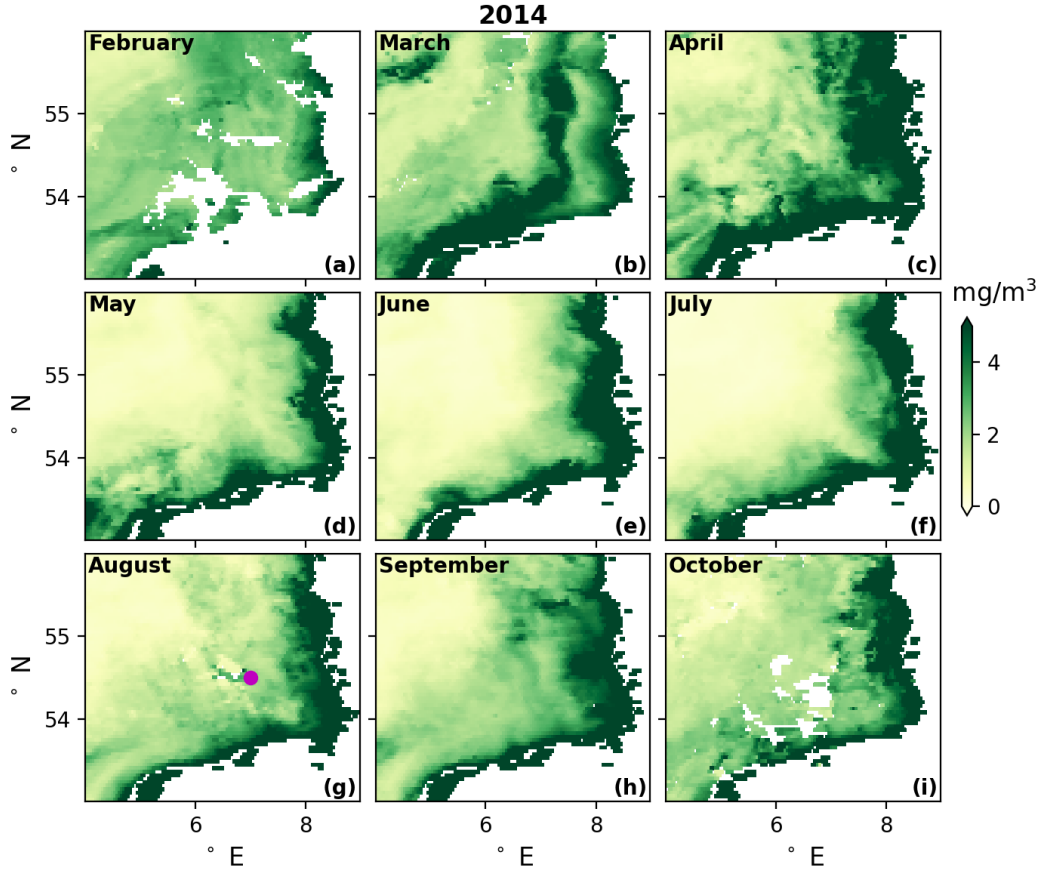 2014
February
March
April
55
54
° N
(a)
(b)
(c)
May
June
July
mg/m³
4
2
0
55
54
° N
(d)
(e)
(f)
August
September
October
55
54
° N
(g)
(h)
(i)
6 8
6 8
6 8
° E
° E
° E